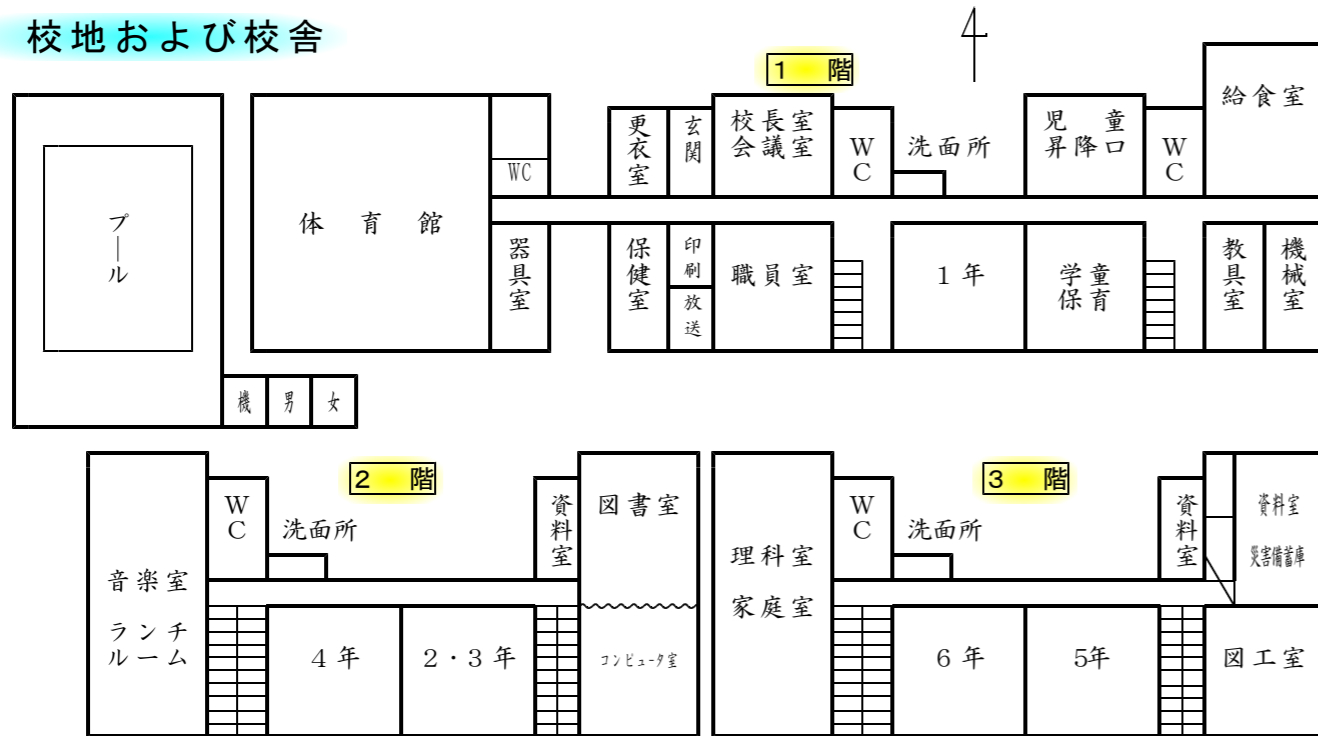 校地および校舎
1 階
給食室
更衣室
玄関
校長室
会議室
WC
洗面所
児童
昇降口
WC
WC
プール
体育館
器具室
保健室
印刷
放送
職員室
1年
学童
保育
教具室
機械室
機
男
女
2 階
音楽室
ランチ
ルーム
WC
洗面所
資料室
図書室
4年
2・3年
コンピュータ室
3 階
理科室
家庭室
WC
洗面所
資料室
資料室
災害備蓄庫
6年
5年
図工室